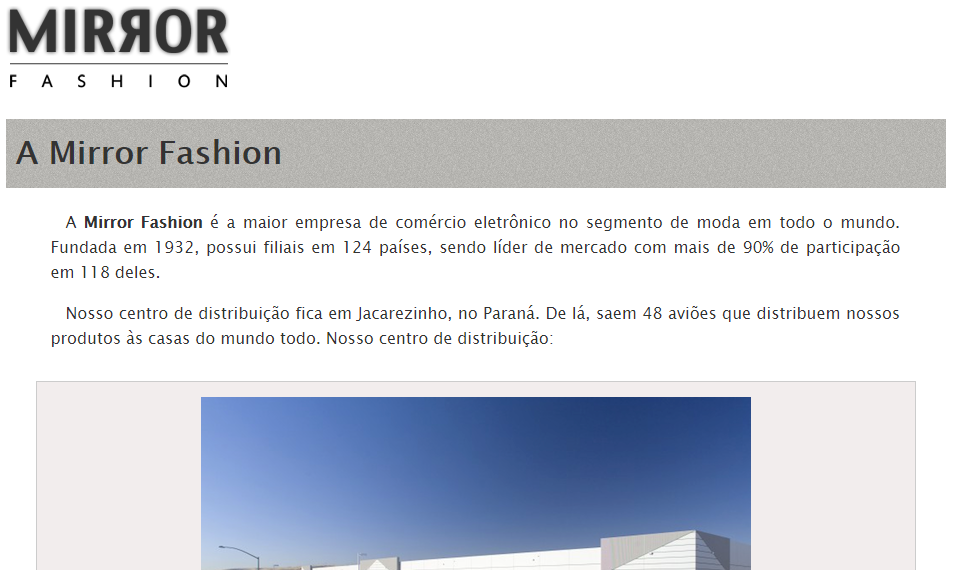 MIRROR
FASHION
A Mirror Fashion
A Mirror Fashion é a maior empresa de comércio eletrônico no segmento de moda em todo o mundo.
Fundada em 1932, possui filiais em 124 países, sendo líder de mercado com mais de 90% de participação
em 118 deles.
Nosso centro de distribuição fica em Jacarezinho, no Paraná. De lá, saem 48 aviões que distribuem nossos
produtos às casas do mundo todo. Nosso centro de distribuição: